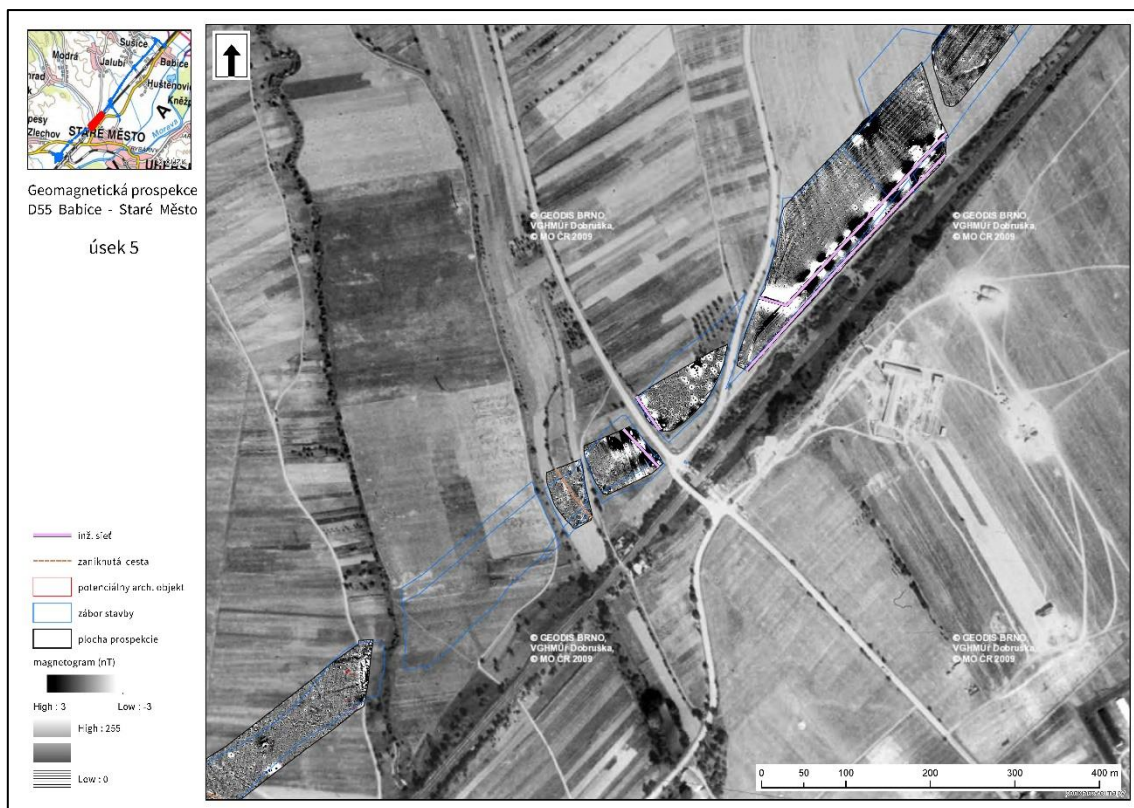 Modrá
Sušice
Jalubí
Babice
Huštěnovice
Kněžp
Zlechov
STARÉ MĚSTO
Morava
Geomagnetická prospekce
D55 Babice - Staré Město
úsek 5
© GEODIS BRNO,
VGHMÚř Dobruška,
© MO ČR 2009
© GEODIS BRNO,
VGHMÚř Dobruška,
© MO ČR 2009
inž. sieť
zaniknutá cesta
potenciálny arch. objekt
zábor stavby
plocha prospekcie
magnetogram (nT)
High : 3 Low : -3
High : 255
Low : 0
© GEODIS BRNO,
VGHMÚř Dobruška,
© MO ČR 2009
© GEODIS BRNO,
VGHMÚř Dobruška,
© MO ČR 2009
0 50 100 200 300 400 m